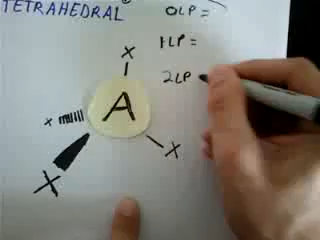 TETRAHEDRAL
0LP=
1LP=
2LP
X
A
X
X
X